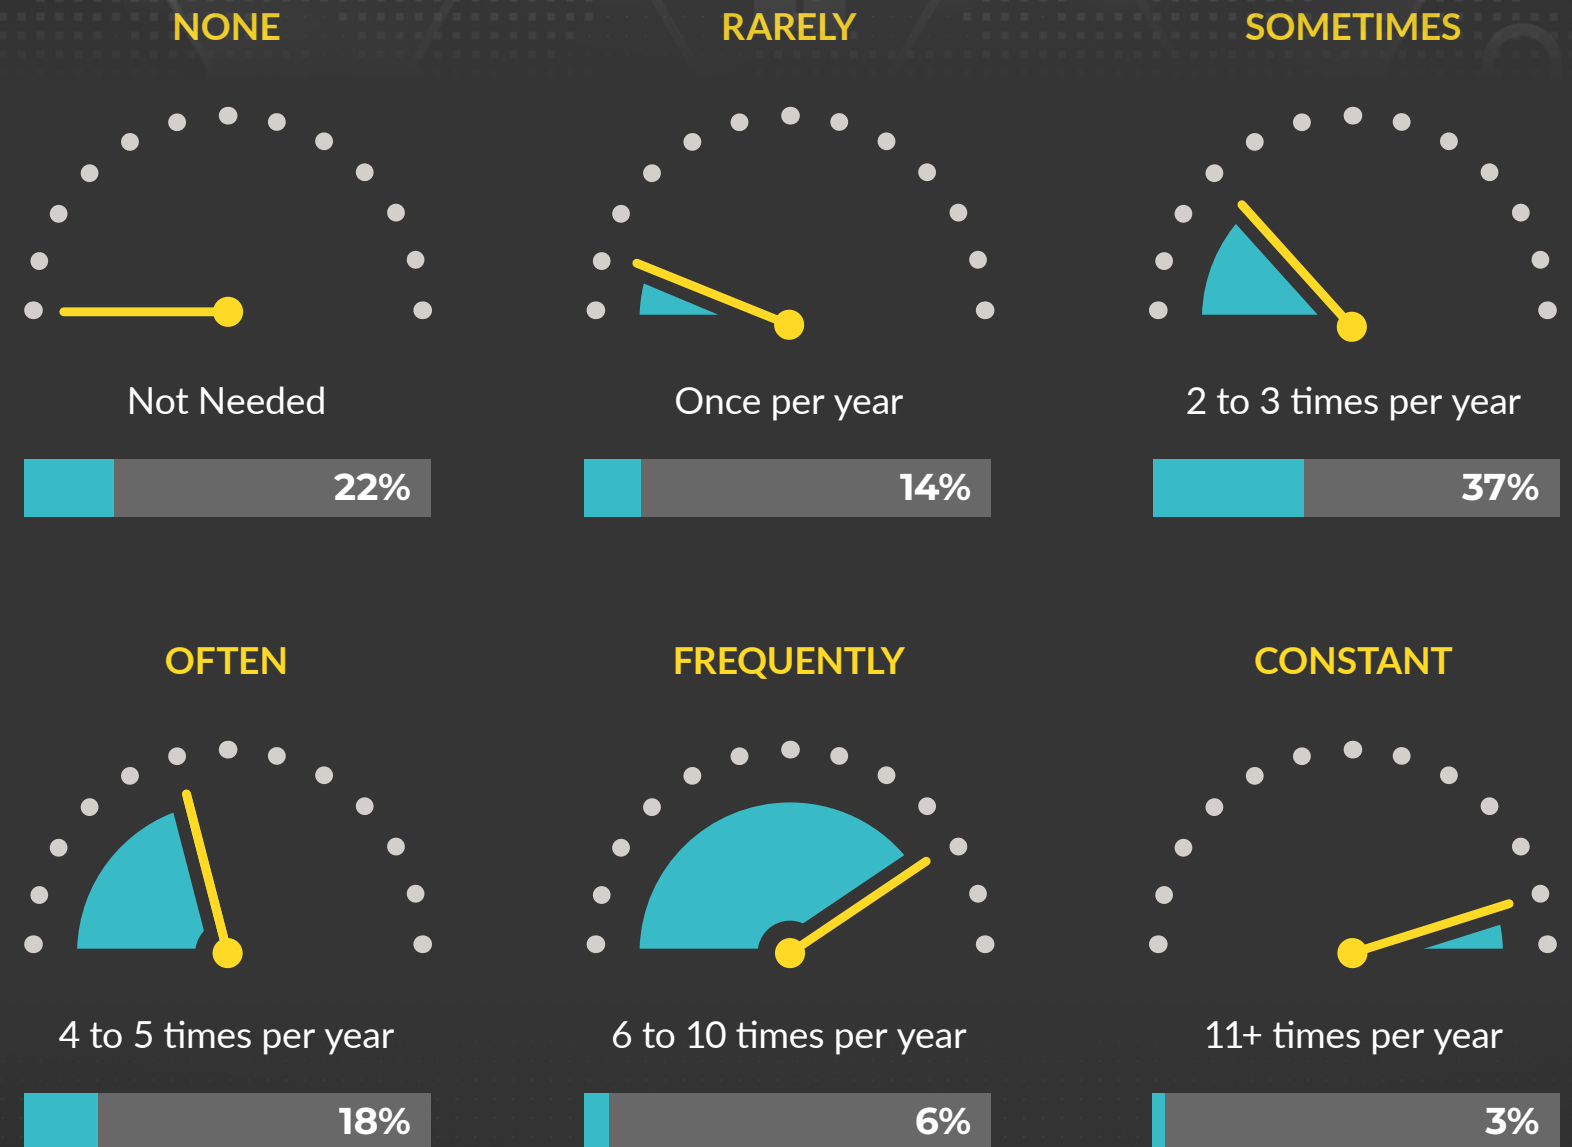 NONE
RARELY
SOMETIMES
Not Needed
Once per year
2 to 3 times per year
22%
14%
37%
OFTEN
FREQUENTLY
CONSTANT
4 to 5 times per year
6 to 10 times per year
11+ times per year
18%
6%
3%